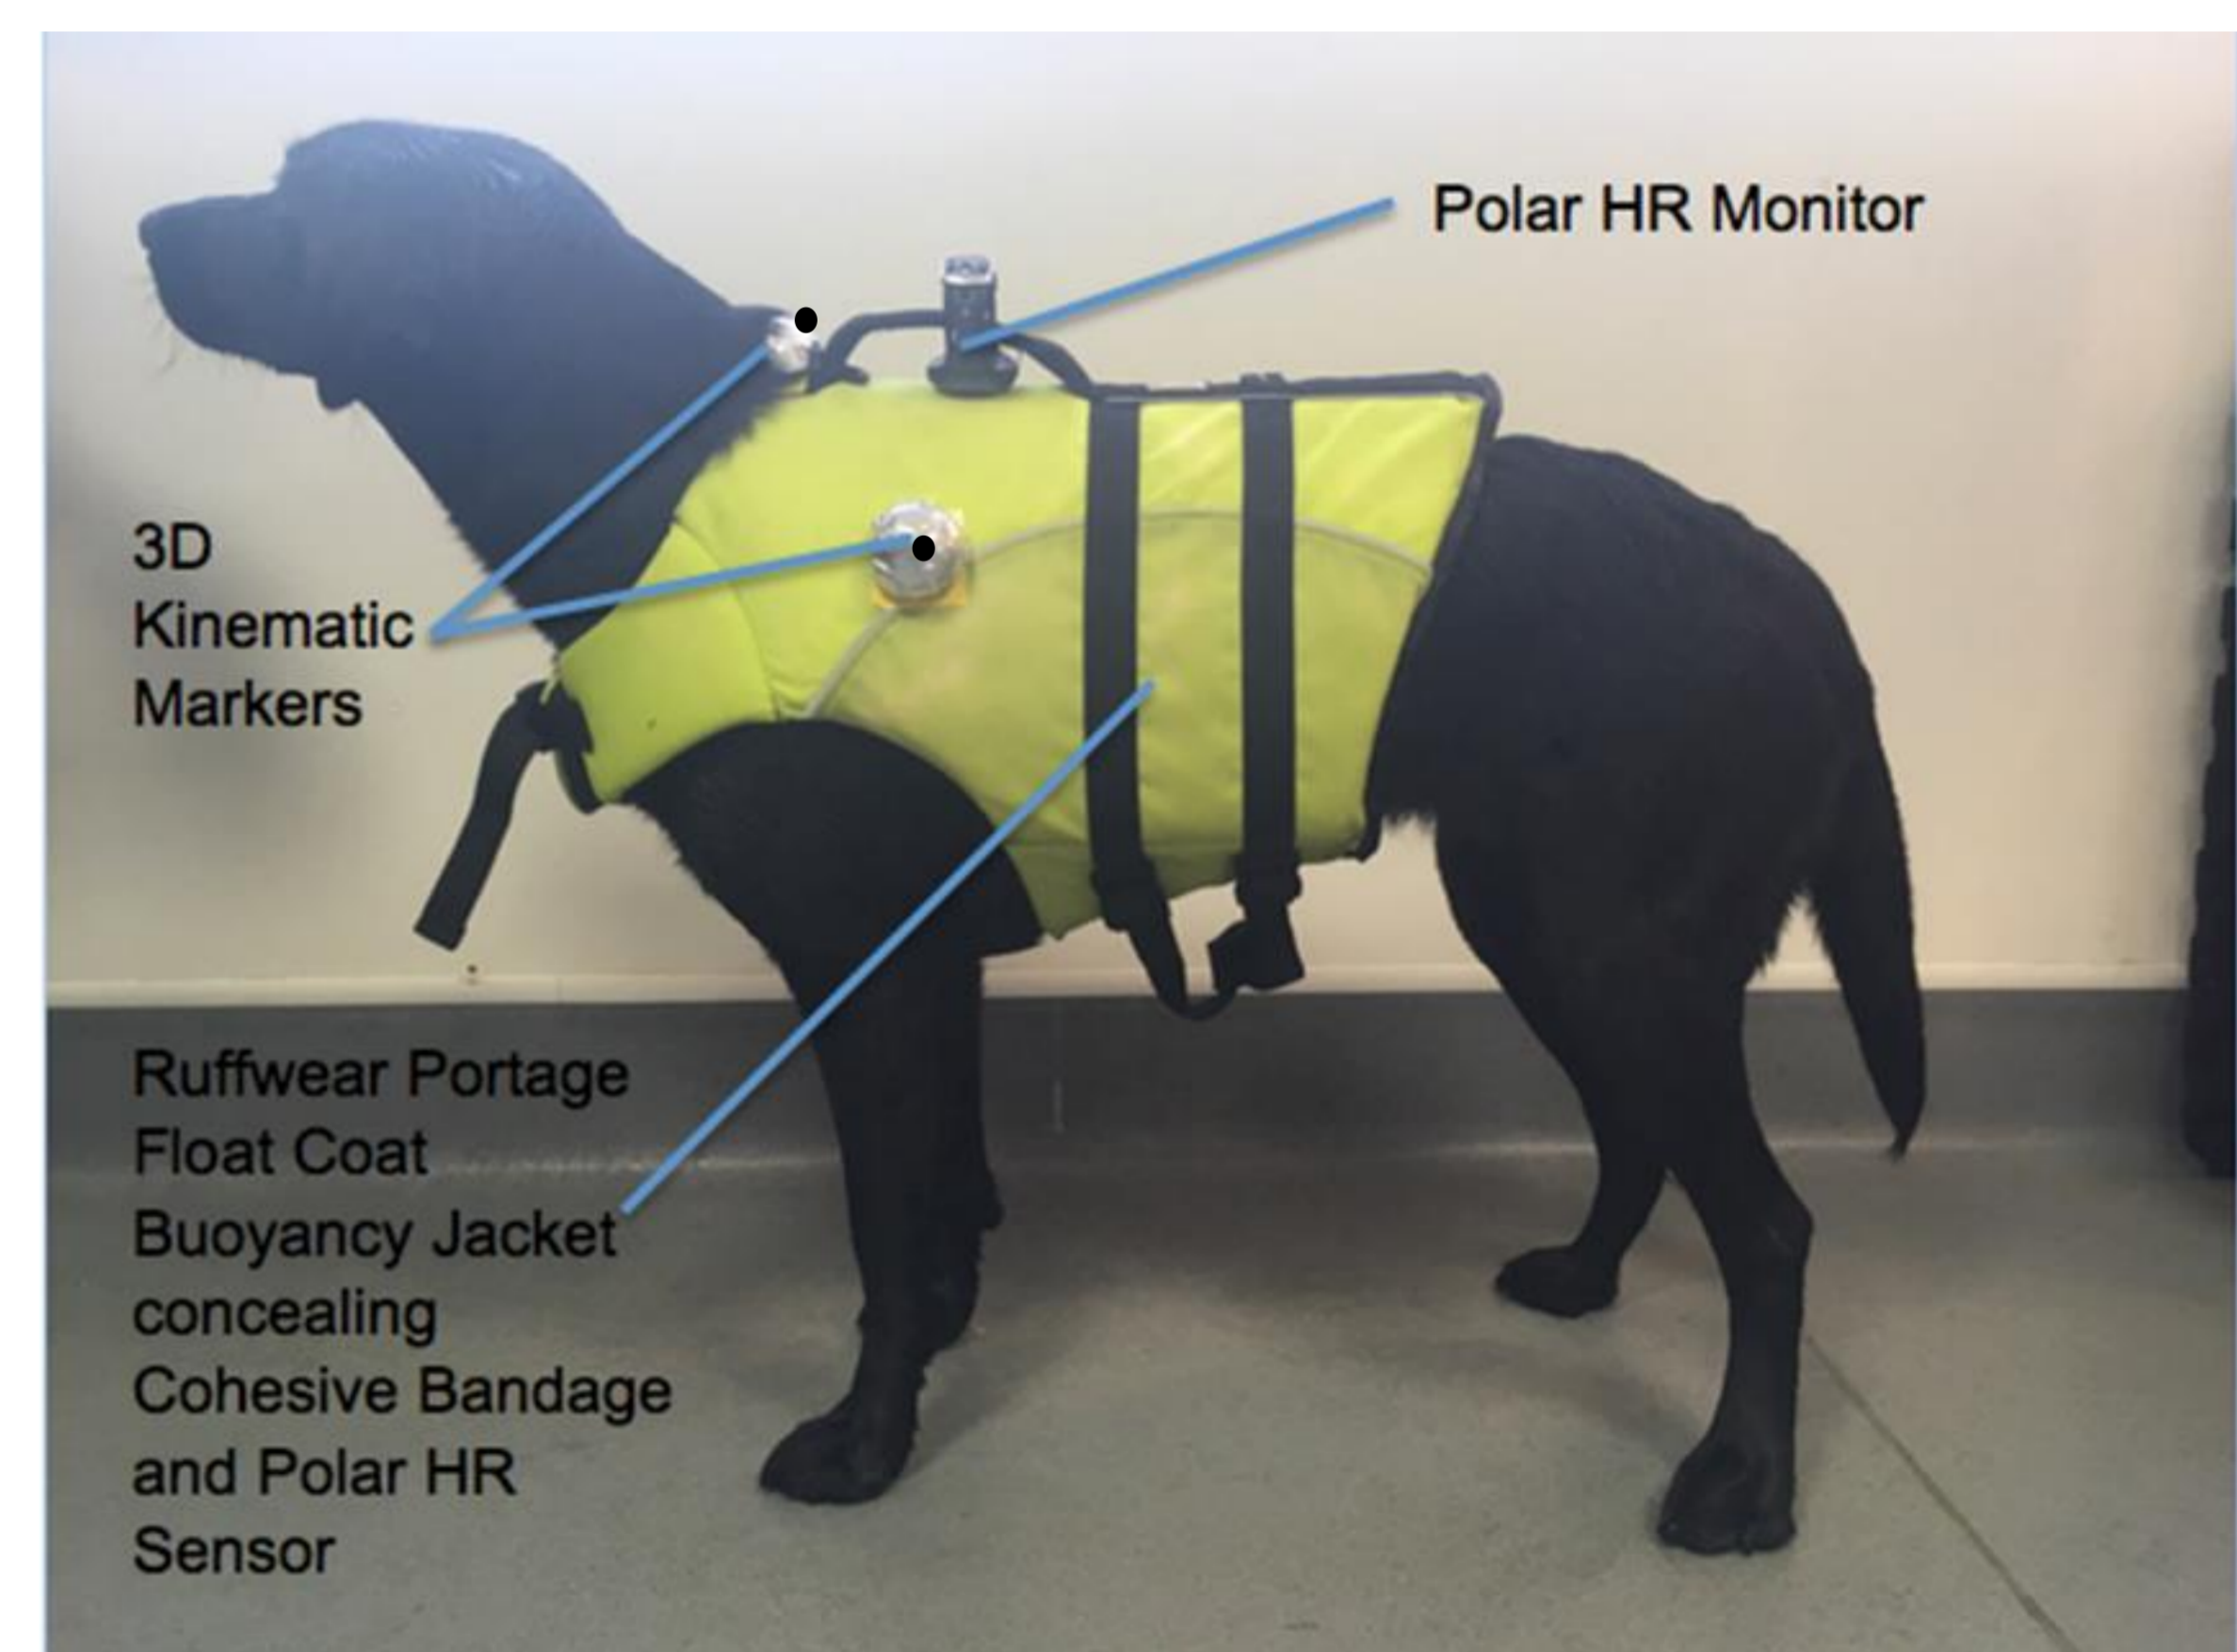 Polar HR Monitor
3D
Kinematic
Markers
Ruffwear Portage
Float Coat
Buoyancy Jacket
concealing
Cohesive Bandage
and Polar HR
Sensor